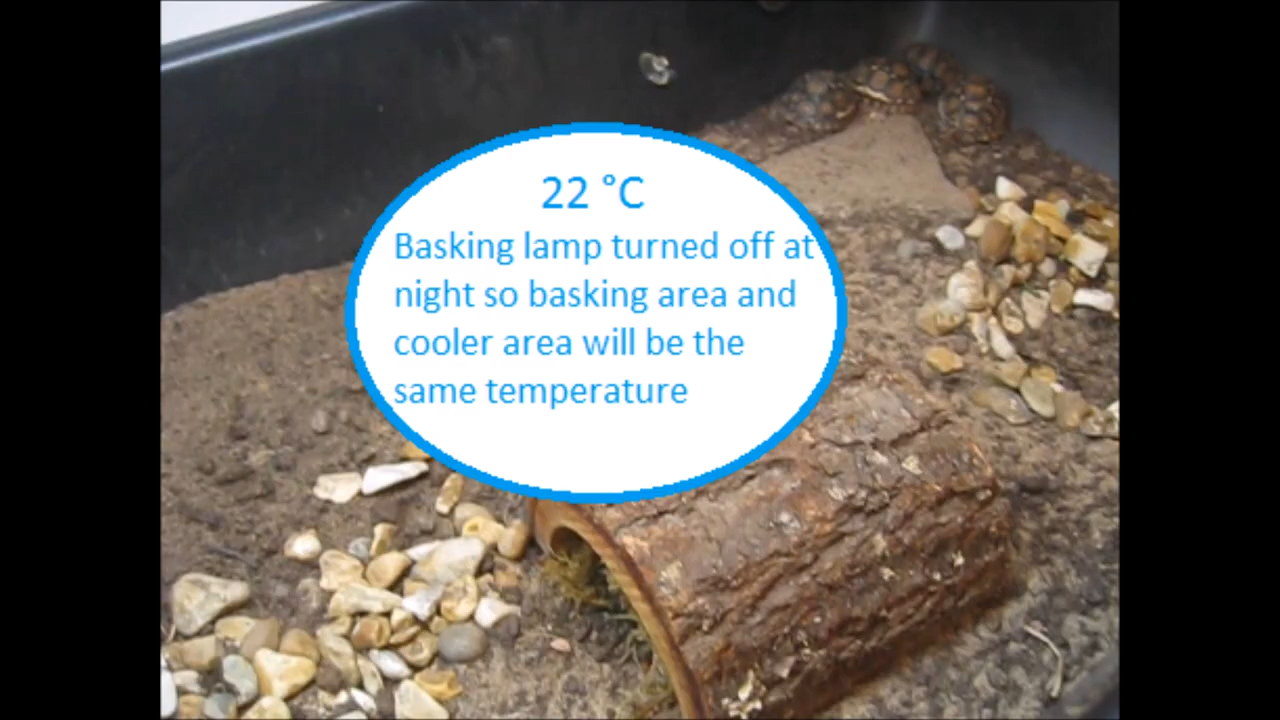 22 °C
Basking lamp turned off at
night so basking area and
cooler area will be the
same temperature